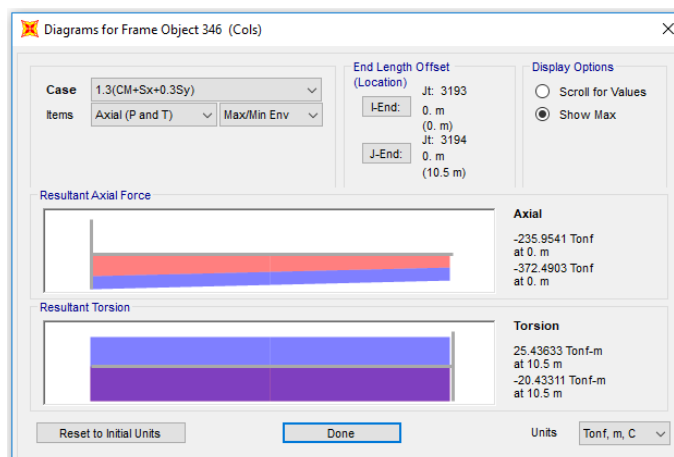 Diagrams for Frame Object 346 (Cols)
Case 1.3(CM+Sx+0.3Sy)
Items Axial (P and T) Max/Min Env
End Length Offset
(Location)
I-End:
Jt: 3193
0. m
(0. m)
J-End:
Jt: 3194
0. m
(10.5 m)
Display Options
Scroll for Values
Show Max
Resultant Axial Force
Axial
-235.9541 Tonf
at 0. m
-372.4903 Tonf
at 0. m
Resultant Torsion
Torsion
25.43633 Tonf-m
at 10.5 m
-20.43311 Tonf-m
at 10.5 m
Reset to Initial Units Done Units Tonf, m, C